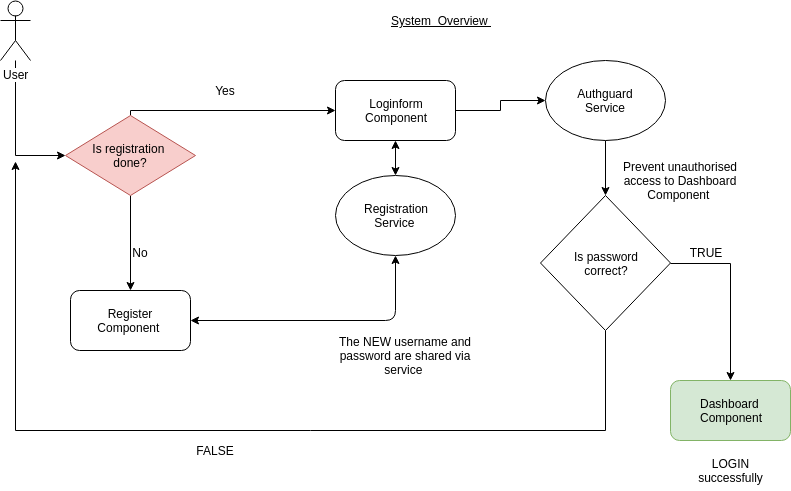 System Overview
User
Yes
Is registration
done?
Loginform
Component
Authguard
Service
Prevent unauthorised
access to Dashboard
Component
Registration
Service
No
Is password
correct?
TRUE
Register
Component
The NEW username and
password are shared via
service
Dashboard
Component
FALSE
LOGIN
successfully